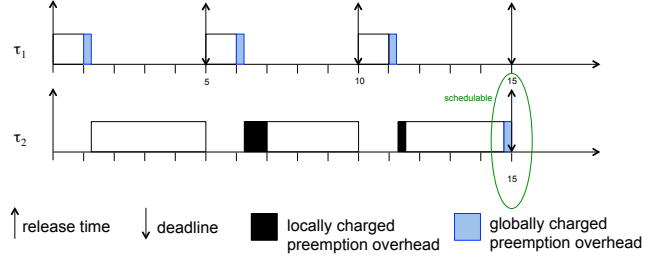 τ1
5
10
15
schedulable
τ2
15
release time
deadline
locally charged
preemption overhead
globally charged
preemption overhead